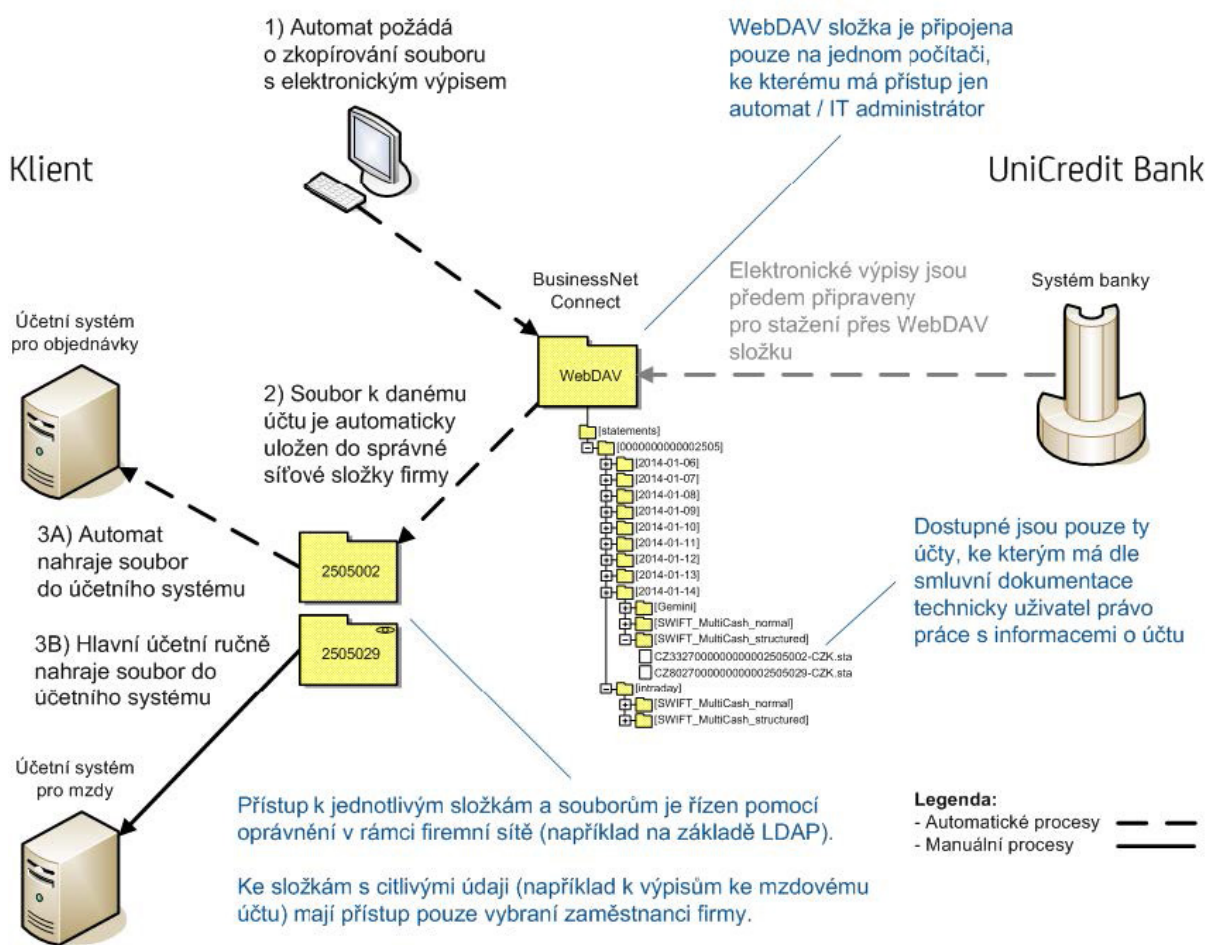 1) Automat požádá
o zkopírování souboru
s elektronickým výpisem
WebDAV složka je připojena
pouze na jednom počítači,
ke kterému má přístup jen
automat / IT administrátor
Klient
UniCredit Bank
BusinessNet
Connect
Elektronické výpisy jsou
předem připraveny
pro stažení přes WebDAV
složku
Systém banky
Účetní systém
pro objednávky
WebDAV
2) Soubor k danému
účtu je automaticky
uložen do správné
síťové složky firmy
[statements]
[0000000000002505]
[2014-01-06]
[2014-01-07]
[2014-01-08]
[2014-01-09]
[2014-01-10]
[2014-01-11]
[2014-01-12]
[2014-01-13]
[2014-01-14]
[Gemini]
[SWIFT_MultiCash_normal]
[SWIFT_MultiCash_structured]
CZ3327000000000002505002-CZK.sta
CZ8027000000000002505029-CZK.sta
[intraday]
[SWIFT_MultiCash_normal]
[SWIFT_MultiCash_structured]
Dostupné jsou pouze ty
účty, ke kterým má dle
smluvní dokumentace
technicky uživatel právo
práce s informacemi o účtu
3A) Automat
nahraje soubor
do účetního systému
2505002
3B) Hlavní účetní ručně
nahraje soubor do
účetního systému
2505029
Účetní systém
pro mzdy
Přístup k jednotlivým složkám a souborům je řízen pomocí
oprávnění v rámci firemní sítě (například na základě LDAP).
Ke složkám s citlivými údaji (například k výpisům ke mzdovému
účtu) mají přístup pouze vybraní zaměstnanci firmy.
Legenda:
- Automatické procesy
- Manuální procesy